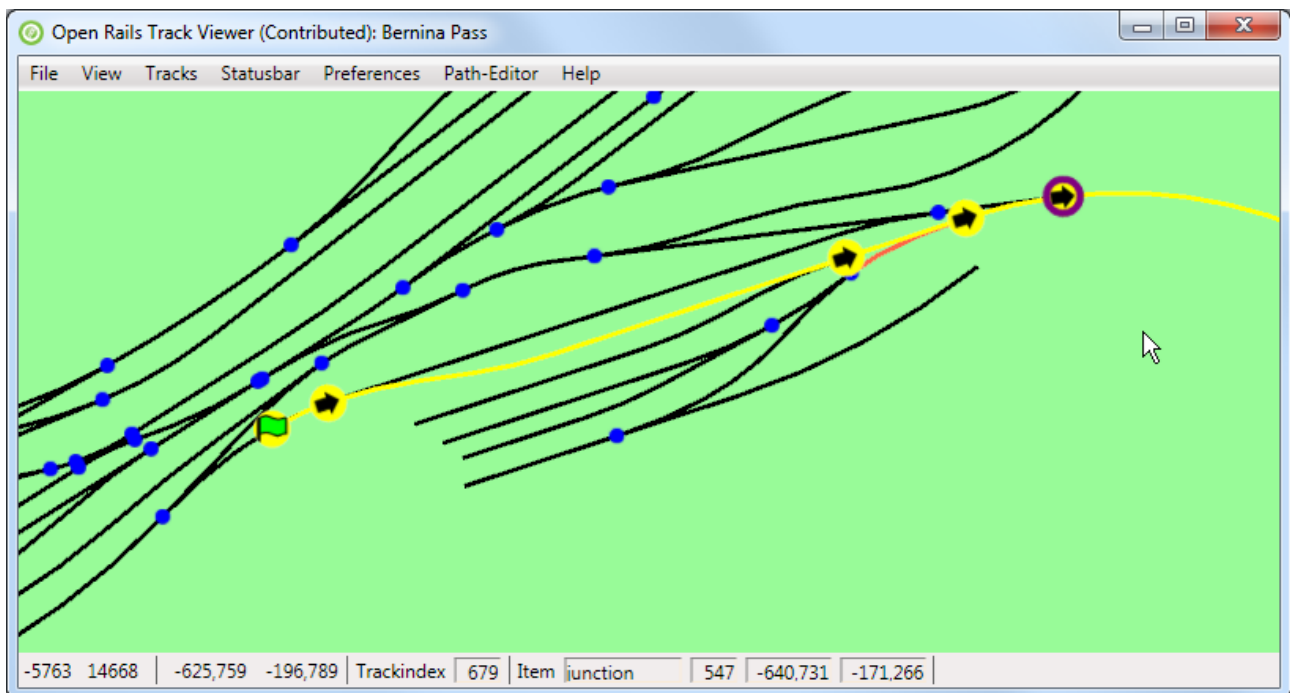 Open Rails Track Viewer (Contributed): Bernina Pass
File View Tracks Statusbar Preferences Path-Editor Help
-5763 14668 -625,759 -196,789 Trackindex 679 Item junction 547 -640,731 -171,266